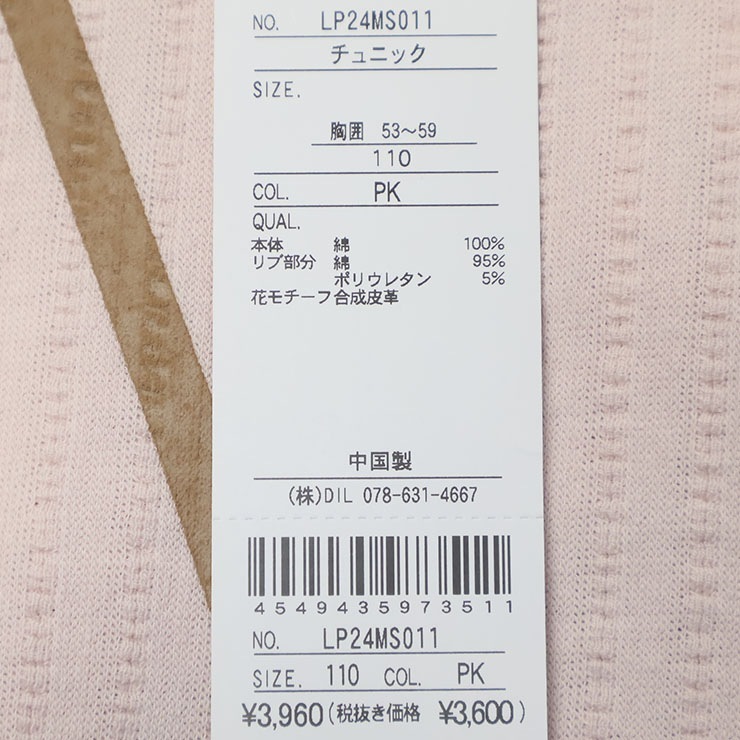 NO. LP24MS011
チュニック
SIZE.
胸囲 53～59
110
COL. PK
QUAL.
本体 綿 100%
リブ部分 綿 95%
ポリウレタン 5%
花モチーフ合成皮革
中国製
(株)DIL 078-631-4667
4549435973511
NO. LP24MS011
SIZE. 110 COL. PK
¥3,960(税抜き価格 ¥3,600)